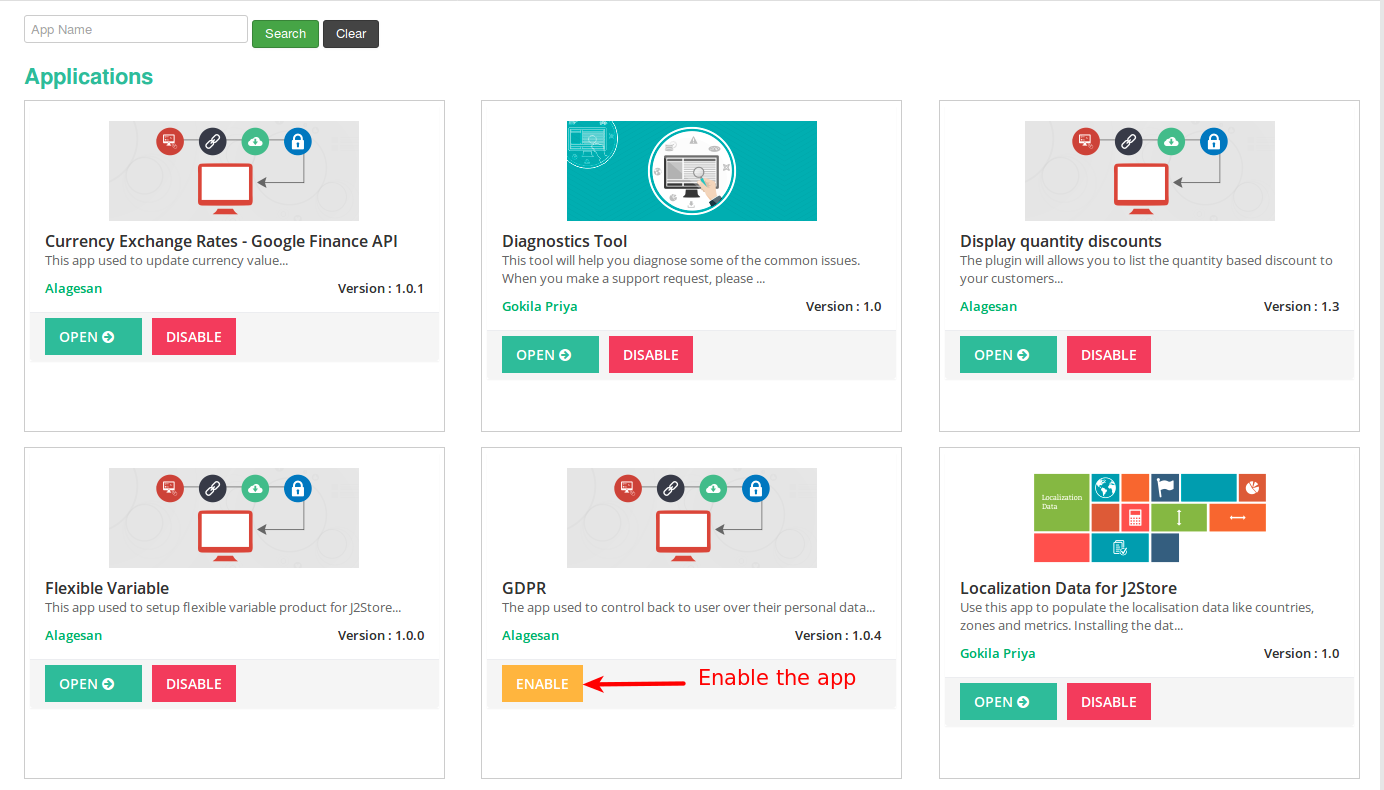 App Name
Search Clear
Applications
Currency Exchange Rates - Google Finance API
This app used to update currency value...
Alagesan Version : 1.0.1
OPEN DISABLE
Diagnostics Tool
This tool will help you diagnose some of the common issues.
When you make a support request, please ...
Gokila Priya Version : 1.0
OPEN DISABLE
Display quantity discounts
The plugin will allows you to list the quantity based discount to
your customers...
Alagesan Version : 1.3
OPEN DISABLE
Flexible Variable
This app used to setup flexible variable product for J2Store...
Alagesan Version : 1.0.0
OPEN DISABLE
GDPR
The app used to control back to user over their personal data...
Alagesan Version : 1.0.4
ENABLE Enable the app
Localization
Data
Localization Data for J2Store
Use this app to populate the localisation data like countries,
zones and metrics. Installing the dat...
Gokila Priya Version : 1.0
OPEN DISABLE